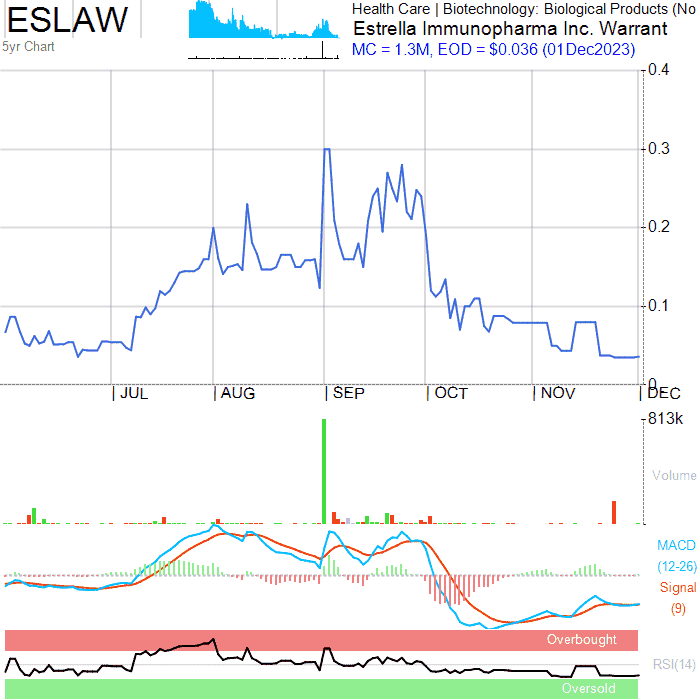 ESLAW
5yr Chart
Health Care | Biotechnology: Biological Products (No
Estrella Immunopharma Inc. Warrant
MC = 1.3M, EOD = $0.036 (01Dec2023)
0.4
0.3
0.2
0.1
0
JUL
AUG
SEP
OCT
NOV
DEC
813k
Volume
MACD
(12-26)
Signal
(9)
Overbought
RSI(14)
Oversold